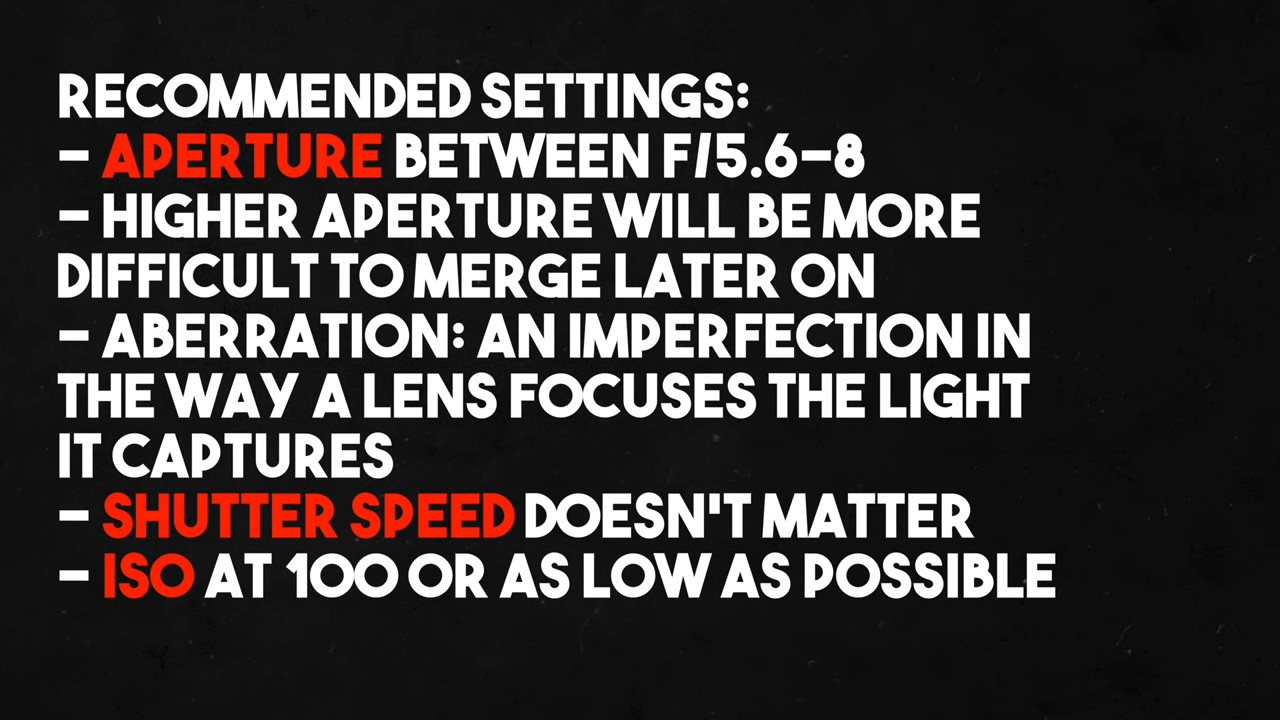 RECOMMENDED SETTINGS:
- APERTURE BETWEEN F/5.6-8
- HIGHER APERTURE WILL BE MORE
DIFFICULT TO MERGE LATER ON
- ABERRATION: AN IMPERFECTION IN
THE WAY A LENS FOCUSES THE LIGHT
IT CAPTURES
- SHUTTER SPEED DOESN'T MATTER
- ISO AT 100 OR AS LOW AS POSSIBLE